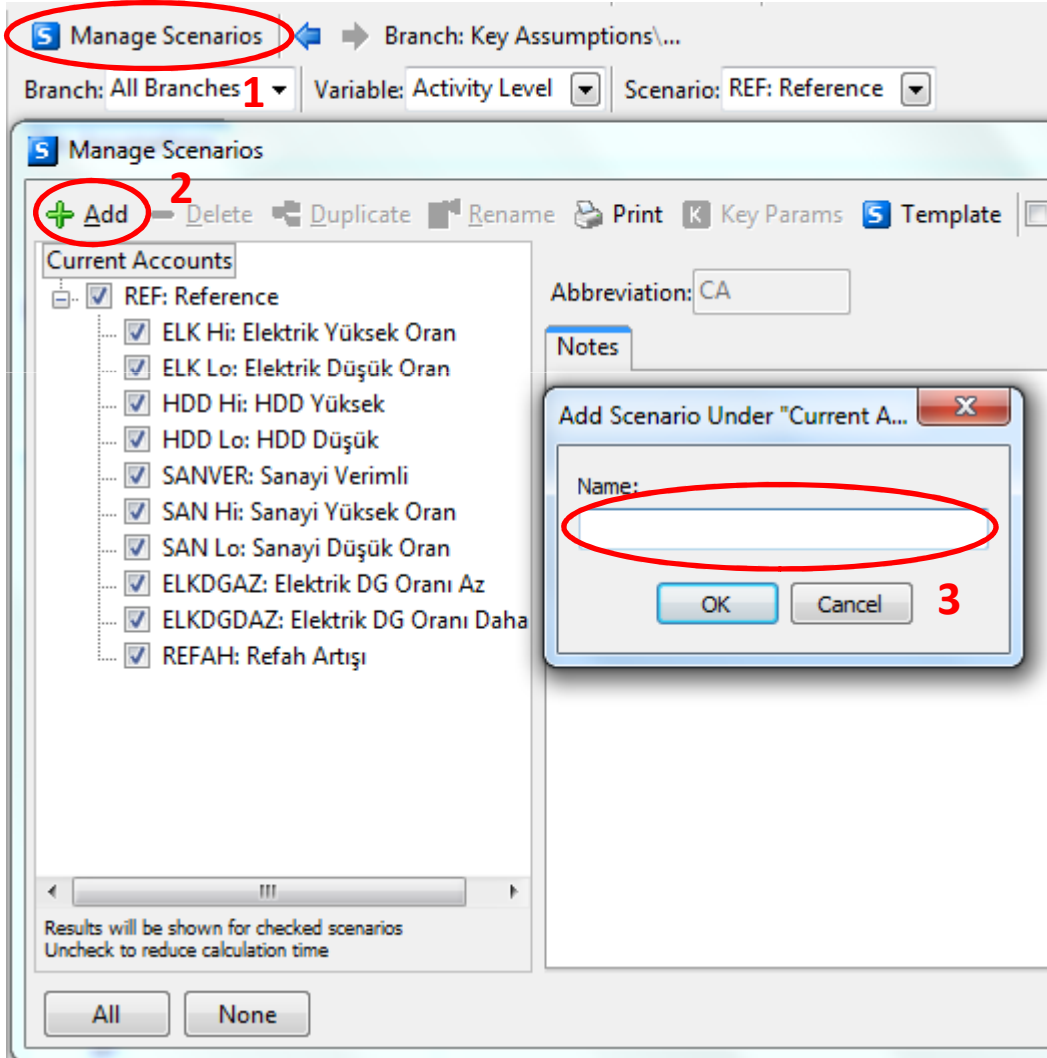 Manage Scenarios Branch: Key Assumptions\...
Branch: All Branches 1 Variable: Activity Level Scenario: REF: Reference
Manage Scenarios
2
Add Delete Duplicate Rename Print K Key Params Template
Current Accounts
REF: Reference
ELK Hi: Elektrik Yüksek Oran
ELK Lo: Elektrik Düşük Oran
HDD Hi: HDD Yüksek
HDD Lo: HDD Düşük
SANVER: Sanayi Verimli
SAN Hi: Sanayi Yüksek Oran
SAN Lo: Sanayi Düşük Oran
ELKDGAZ: Elektrik DG Oranı Az
ELKDGDAZ: Elektrik DG Oranı Daha
REFAH: Refah Artışı
Results will be shown for checked scenarios
Uncheck to reduce calculation time
All None
Abbreviation: CA
Notes
Add Scenario Under "Current A...
Name:
OK Cancel 3